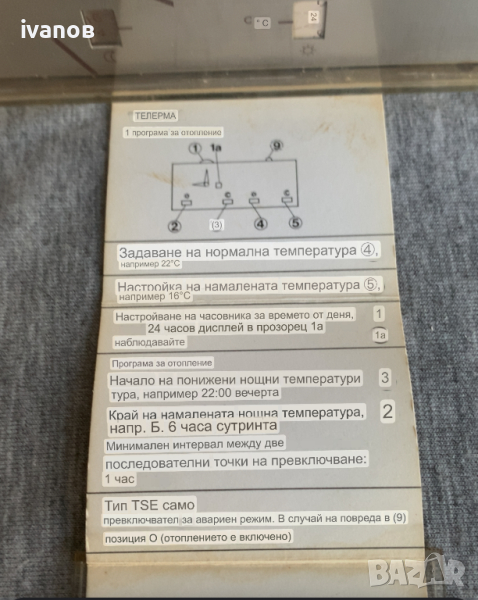 ivanов
C °C
24
ТЕЛЕРМА
1 програма за отопление
1 1a 9
2 (3) 4 5
Задаване на нормална температура ④,
например 22°C
Настройка на намалената температура ⑤,
например 16°C
Настройване на часовника за времето от деня, 1
24 часов дисплей в прозорец 1а
наблюдавайте 1a
Програма за отопление
Начало на понижени нощни температури 3
тура, например 22:00 вечерта
Край на намалената нощна температура, 2
напр. Б. 6 часа сутринта
Минимален интервал между две
последователни точки на превключване:
1 час
Тип TSE само
превключвател за авариен режим. В случай на повреда в (9)
позиция О (отоплението е включено)
BAZAR